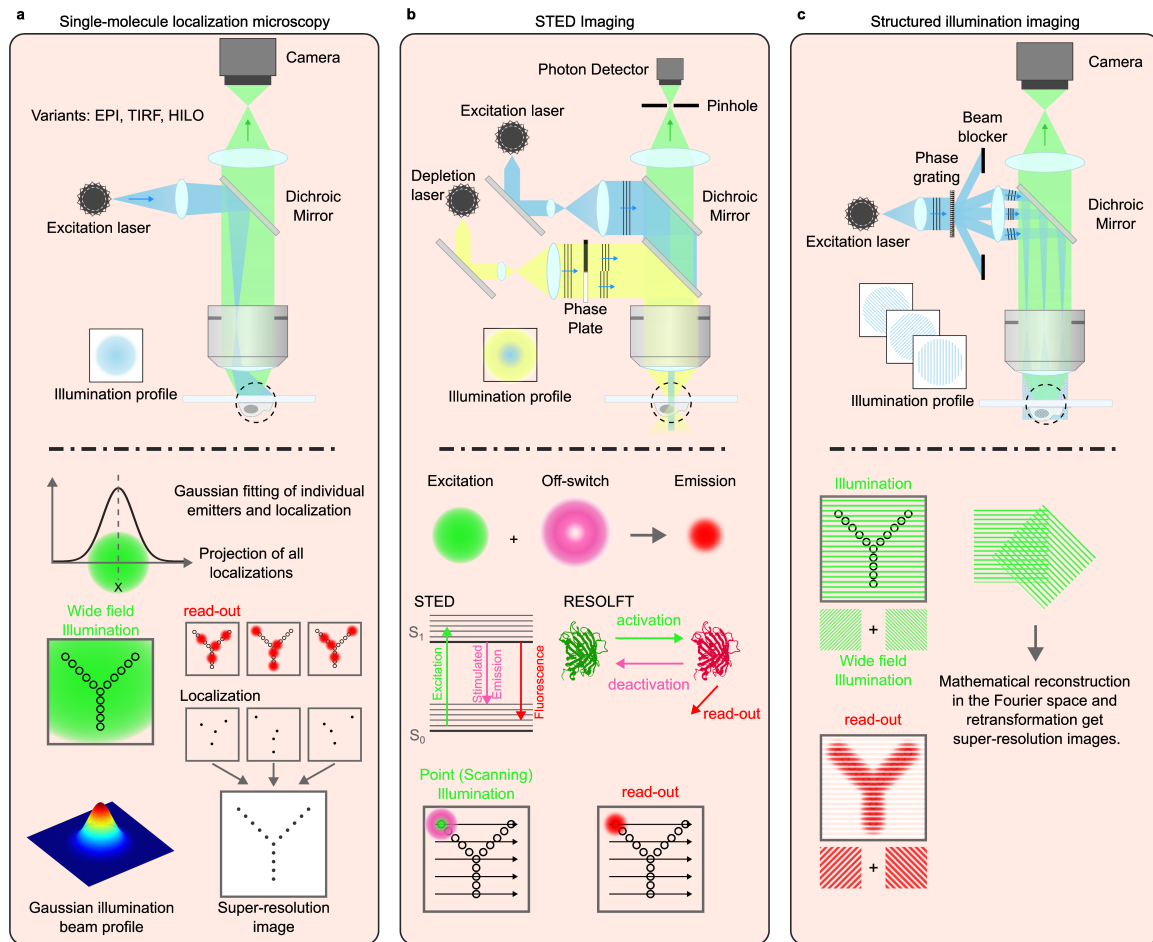 a
Single-molecule localization microscopy
Camera
Variants: EPI, TIRF, HILO
Dichroic
Mirror
Excitation laser
Illumination profile
Gaussian fitting of individual
emitters and localization
Projection of all
localizations
X
Wide field
Illumination
read-out
Localization
Gaussian illumination
beam profile
Super-resolution
image
b
STED Imaging
Photon Detector
Pinhole
Excitation laser
Depletion
laser
Dichroic
Mirror
Phase
Plate
Illumination profile
Excitation
Off-switch
Emission
+
STED
S1
S0
Excitation
Stimulated
Emission
Fluorescence
RESOLFT
activation
deactivation
read-out
Point (Scanning)
Illumination
read-out
c
Structured illumination imaging
Camera
Beam
blocker
Phase
grating
Dichroic
Mirror
Excitation laser
Illumination profile
Illumination
+
Wide field
Illumination
read-out
+
Mathematical reconstruction
in the Fourier space and
retransformation get
super-resolution images.